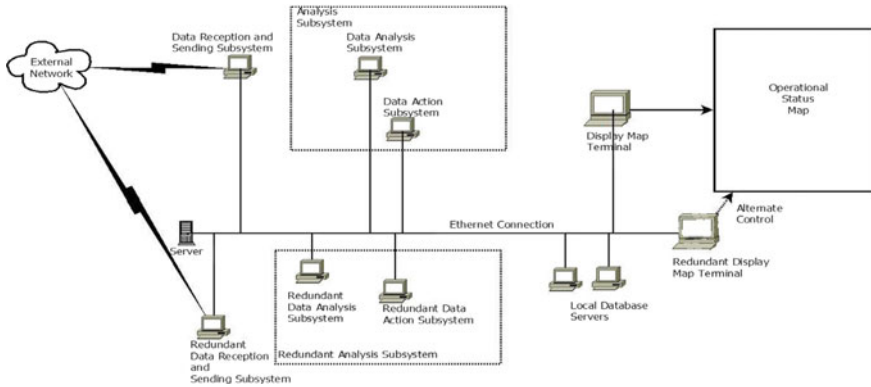 Analysis
Subsystem
Data Reception and
Sending Subsystem
Data Analysis
Subsystem
External
Network
Data Action
Subsystem
Display Map
Terminal
Operational
Status
Map
Server
Ethernet Connection
Alternate
Control
Redundant
Data Analysis
Subsystem
Redundant Data
Action Subsystem
Redundant Analysis Subsystem
Local Database
Servers
Redundant Display
Map Terminal
Redundant
Data Reception
and
Sending Subsystem